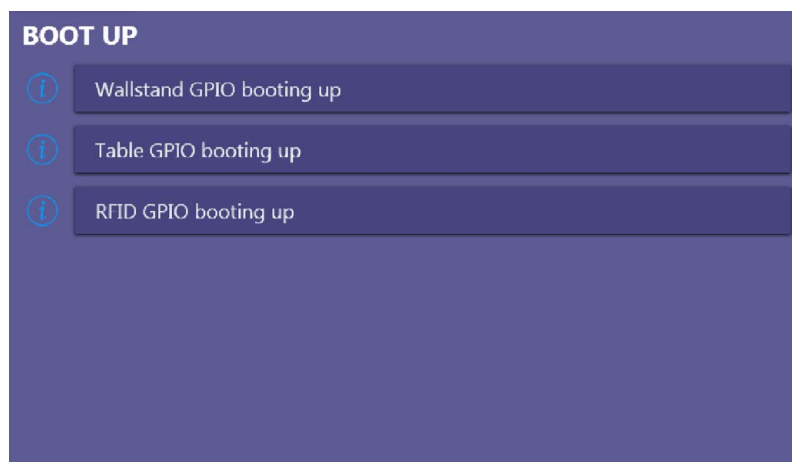 BOOT UP
Wallstand GPIO booting up
Table GPIO booting up
RFID GPIO booting up